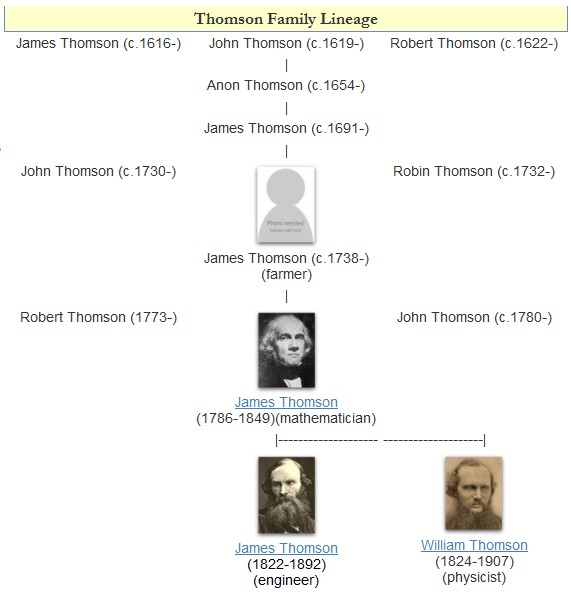 Thomson Family Lineage
James Thomson (c.1616-) John Thomson (c.1619-) Robert Thomson (c.1622-)
|
Anon Thomson (c.1654-)
|
James Thomson (c.1691-)
|
John Thomson (c.1730-) Robin Thomson (c.1732-)
Photo needed
James Thomson (c.1738-)
(farmer)
|
Robert Thomson (1773-) John Thomson (c.1780-)
James Thomson
(1786-1849)(mathematician)
|-------------------- --------------------|
James Thomson William Thomson
(1822-1892) (1824-1907)
(engineer) (physicist)